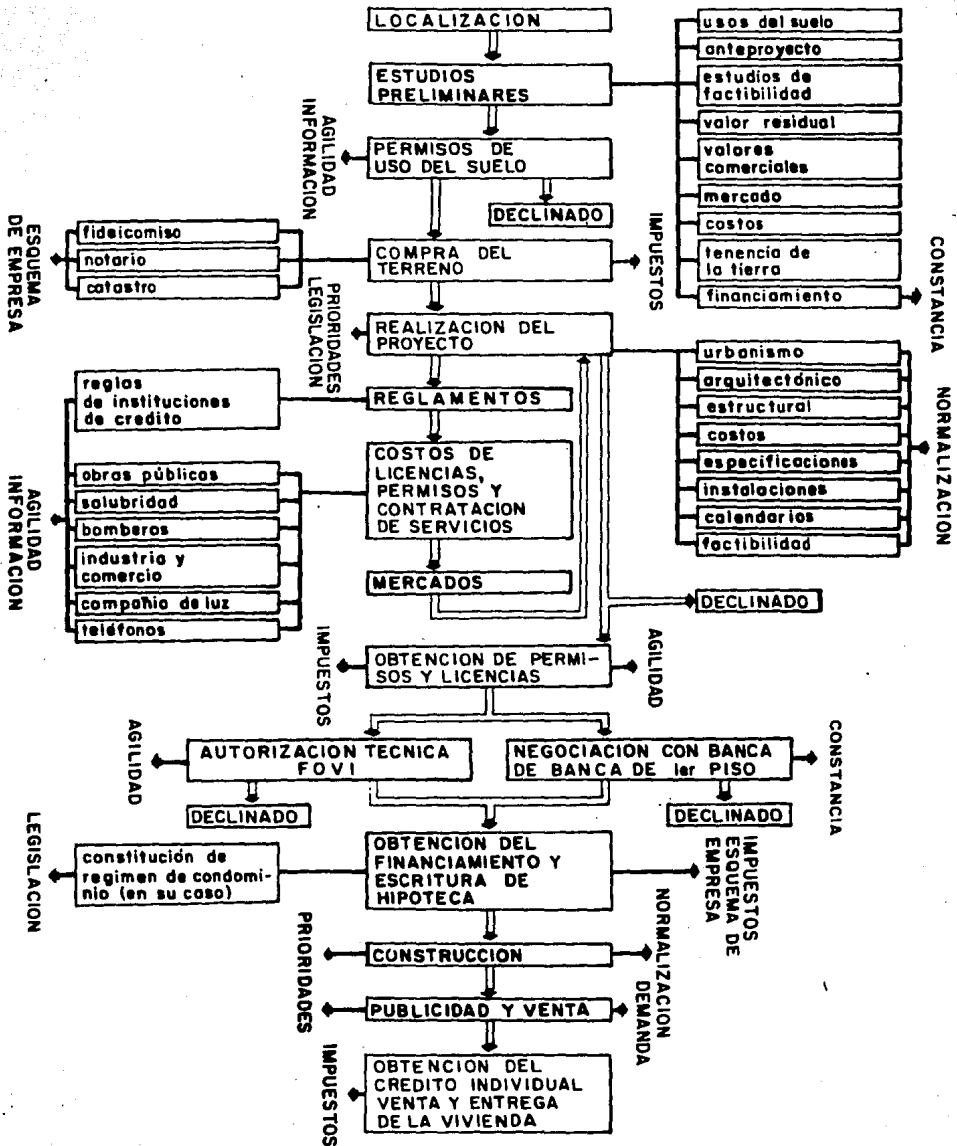 LOCALIZACION
ESTUDIOS
PRELIMINARES
usos del suelo
anteproyecto
estudios de
factibilidad
valor residual
valores
comerciales
mercado
costos
tenencia de
la tierra
financiamiento
CONSTANCIA
AGILIDAD
INFORMACION
PERMISOS DE
USO DEL SUELO
DECLINADO
ESQUEMA
DE EMPRESA
fideicomiso
notario
catastro
COMPRA DEL
TERRENO
IMPUESTOS
PRIORIDADES
LEGISLACION
REALIZACION DEL
PROYECTO
urbanismo
arquitectónico
estructural
costos
especificaciones
instalaciones
calendarios
factibilidad
NORMALIZACION
reglas
de instituciones
de credito
REGLAMENTOS
AGILIDAD
INFORMACION
obras públicas
salubridad
bomberos
industria y
comercio
compañia de luz
teléfonos
COSTOS DE
LICENCIAS,
PERMISOS Y
CONTRATACION
DE SERVICIOS
MERCADOS
DECLINADO
IMPUESTOS
OBTENCION DE PERMI-
SOS Y LICENCIAS
AGILIDAD
AGILIDAD
AUTORIZACION TECNICA
FOVI
DECLINADO
NEGOCIACION CON BANCA
DE BANCA DE 1er PISO
DECLINADO
CONSTANCIA
LEGISLACION
constitución de
regimen de condomi-
nio (en su caso)
OBTENCION DEL
FINANCIAMIENTO Y
ESCRITURA DE
HIPOTECA
IMPUESTOS
ESQUEMA DE
EMPRESA
PRIORIDADES
CONSTRUCCION
NORMALIZACION
PRIORIDADES
PUBLICIDAD Y VENTA
DEMANDA
IMPUESTOS
OBTENCION DEL
CREDITO INDIVIDUAL
VENTA Y ENTREGA
DE LA VIVIENDA